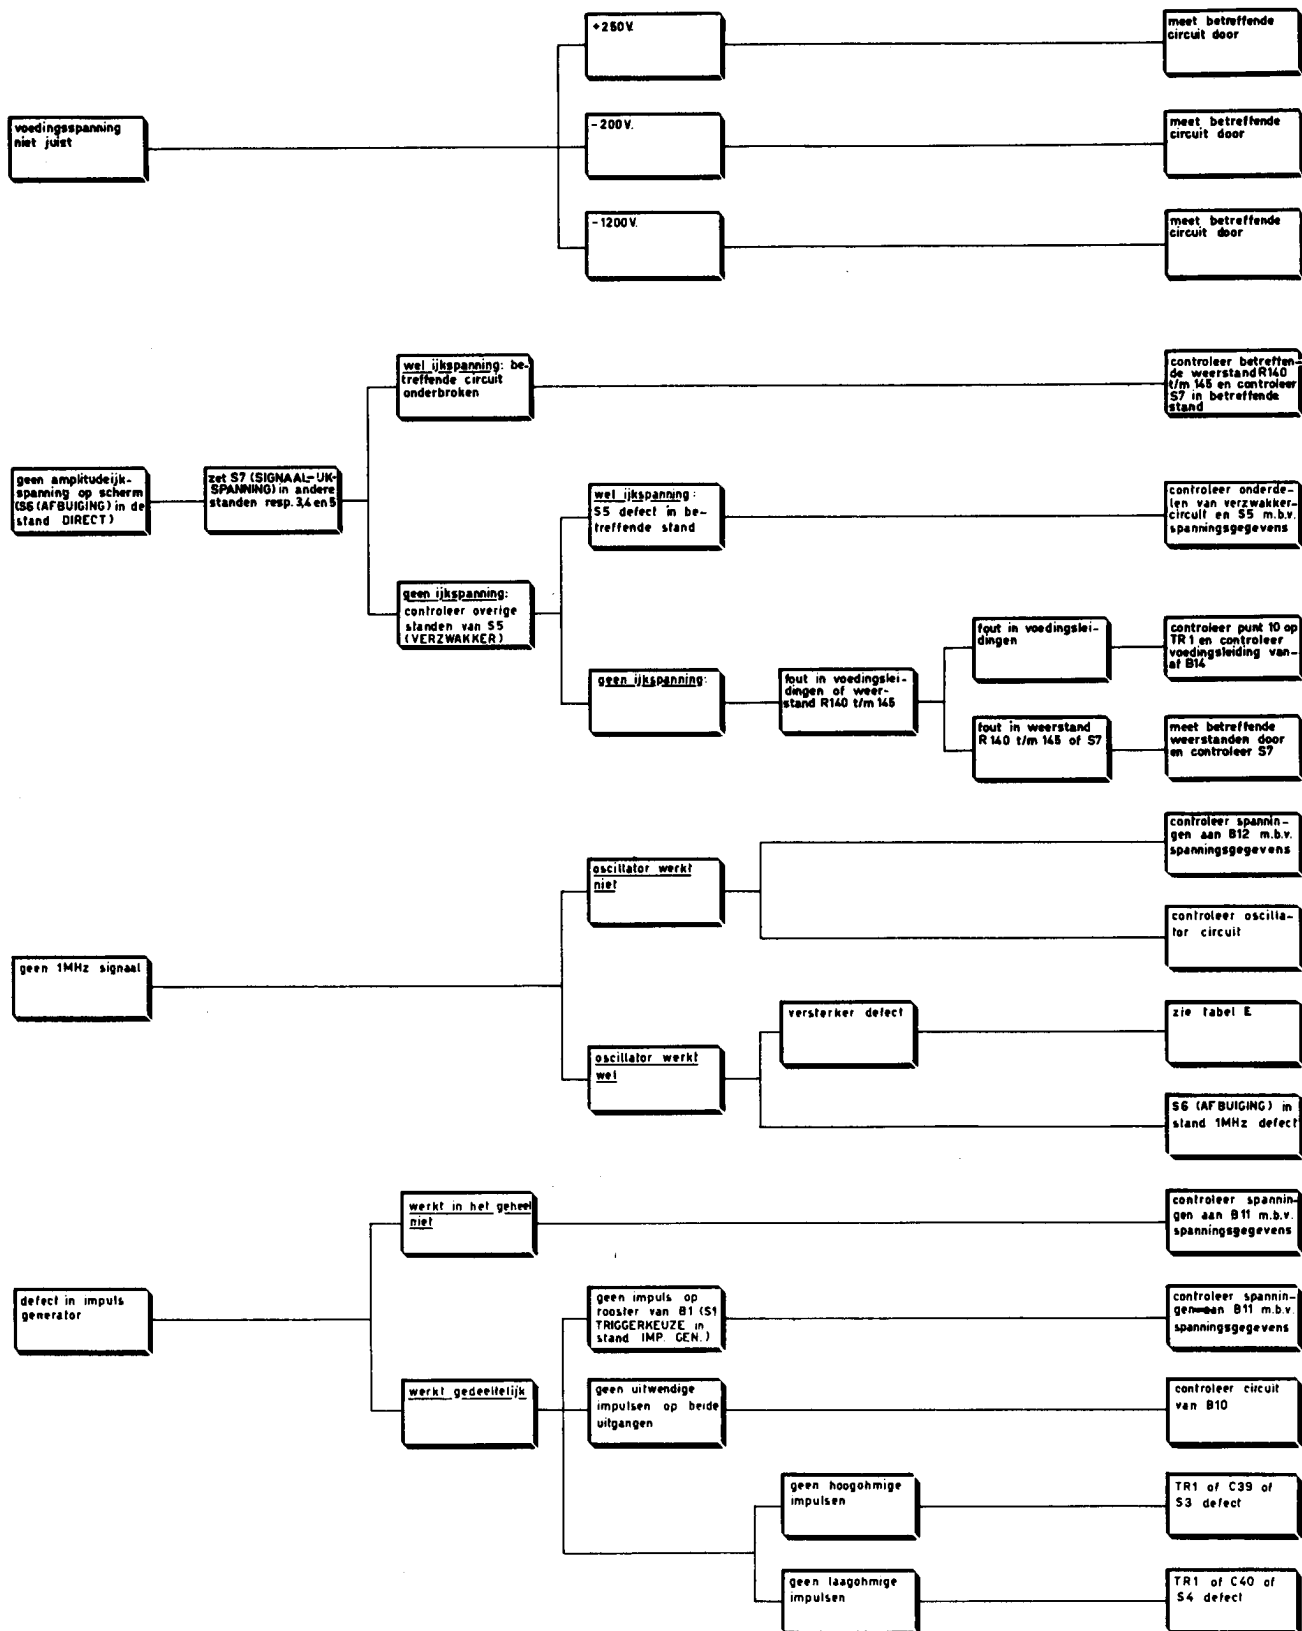 +250V.
meet betreffende
circuit door
voedingsspanning
niet juist
-200V.
meet betreffende
circuit door
-1200V.
meet betreffende
circuit door
geen amplitudeijk-
spanning op scherm
(S6 (AFBUIGING) in de
stand DIRECT)
zet S7 (SIGNAAL-IJK-
SPANNING) in andere
standen resp. 3,4 en 5
wel ijkspanning: be-
treffende circuit
onderbroken
controleer betreffen-
de weerstand R140
t/m 145 en controleer
S7 in betreffende
stand
geen ijkspanning:
controleer overige
standen van S5
(VERZWAKKER)
wel ijkspanning:
S5 defect in be-
treffende stand
controleer onderde-
len van verzwakker-
circuit en S5 m.b.v.
spanningsgegevens
geen ijkspanning:
fout in voedingslei-
dingen of weer-
stand R140 t/m 145
fout in voedingslei-
dingen
controleer punt 10 op
TR1 en controleer
voedingsleiding van-
af B14
fout in weerstand
R140 t/m 145 of S7
meet betreffende
weerstanden door
en controleer S7
geen 1MHz signaal
oscillator werkt
niet
controleer spannin-
gen aan B12 m.b.v.
spanningsgegevens
controleer oscilla-
tor circuit
oscillator werkt
wel
versterker defect
zie tabel E
S6 (AFBUIGING) in
stand 1MHz defect
defect in impuls
generator
werkt in het geheel
niet
controleer spannin-
gen aan B11 m.b.v.
spanningsgegevens
werkt gedeeltelijk
geen impuls op
rooster van B1 (S1
TRIGGERKEUZE in
stand IMP. GEN.)
controleer spannin-
gen aan B11 m.b.v.
spanningsgegevens
geen uitwendige
impulsen op beide
uitgangen
controleer circuit
van B10
geen hoogohmige
impulsen
TR1 of C39 of
S3 defect
geen laagohmige
impulsen
TR1 of C40 of
S4 defect